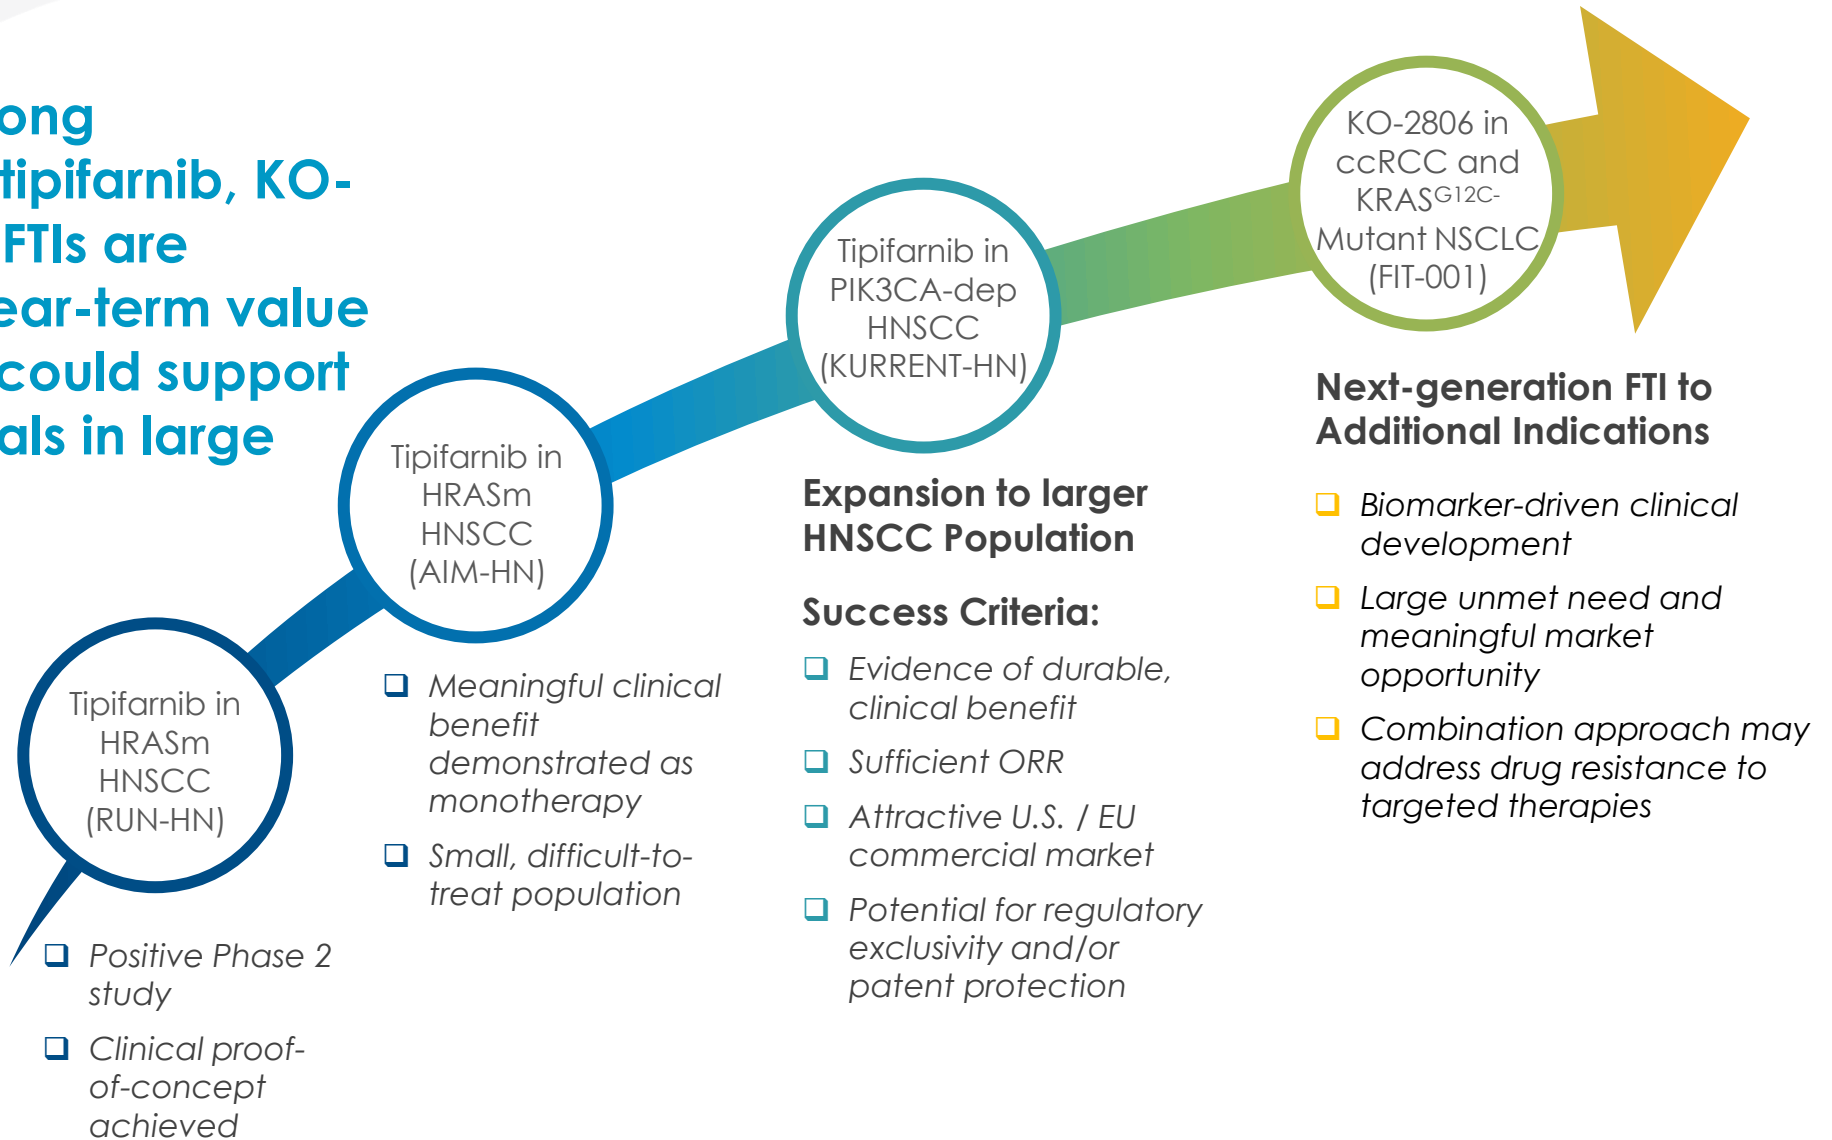 ong
tipifarnib, KO-
FTIs are
ear-term value
could support
als in large
Tipifarnib in
HRASm
HNSCC
(RUN-HN)
❑ Positive Phase 2
study
❑ Clinical proof-
of-concept
achieved
Tipifarnib in
HRASm
HNSCC
(AIM-HN)
❑ Meaningful clinical
benefit
demonstrated as
monotherapy
❑ Small, difficult-to-
treat population
Tipifarnib in
PIK3CA-dep
HNSCC
(KURRENT-HN)
Expansion to larger
HNSCC Population
Success Criteria:
❑ Evidence of durable,
clinical benefit
❑ Sufficient ORR
❑ Attractive U.S. / EU
commercial market
❑ Potential for regulatory
exclusivity and/or
patent protection
KO-2806 in
ccRCC and
KRASG12C-
Mutant NSCLC
(FIT-001)
Next-generation FTI to
Additional Indications
❑ Biomarker-driven clinical
development
❑ Large unmet need and
meaningful market
opportunity
❑ Combination approach may
address drug resistance to
targeted therapies